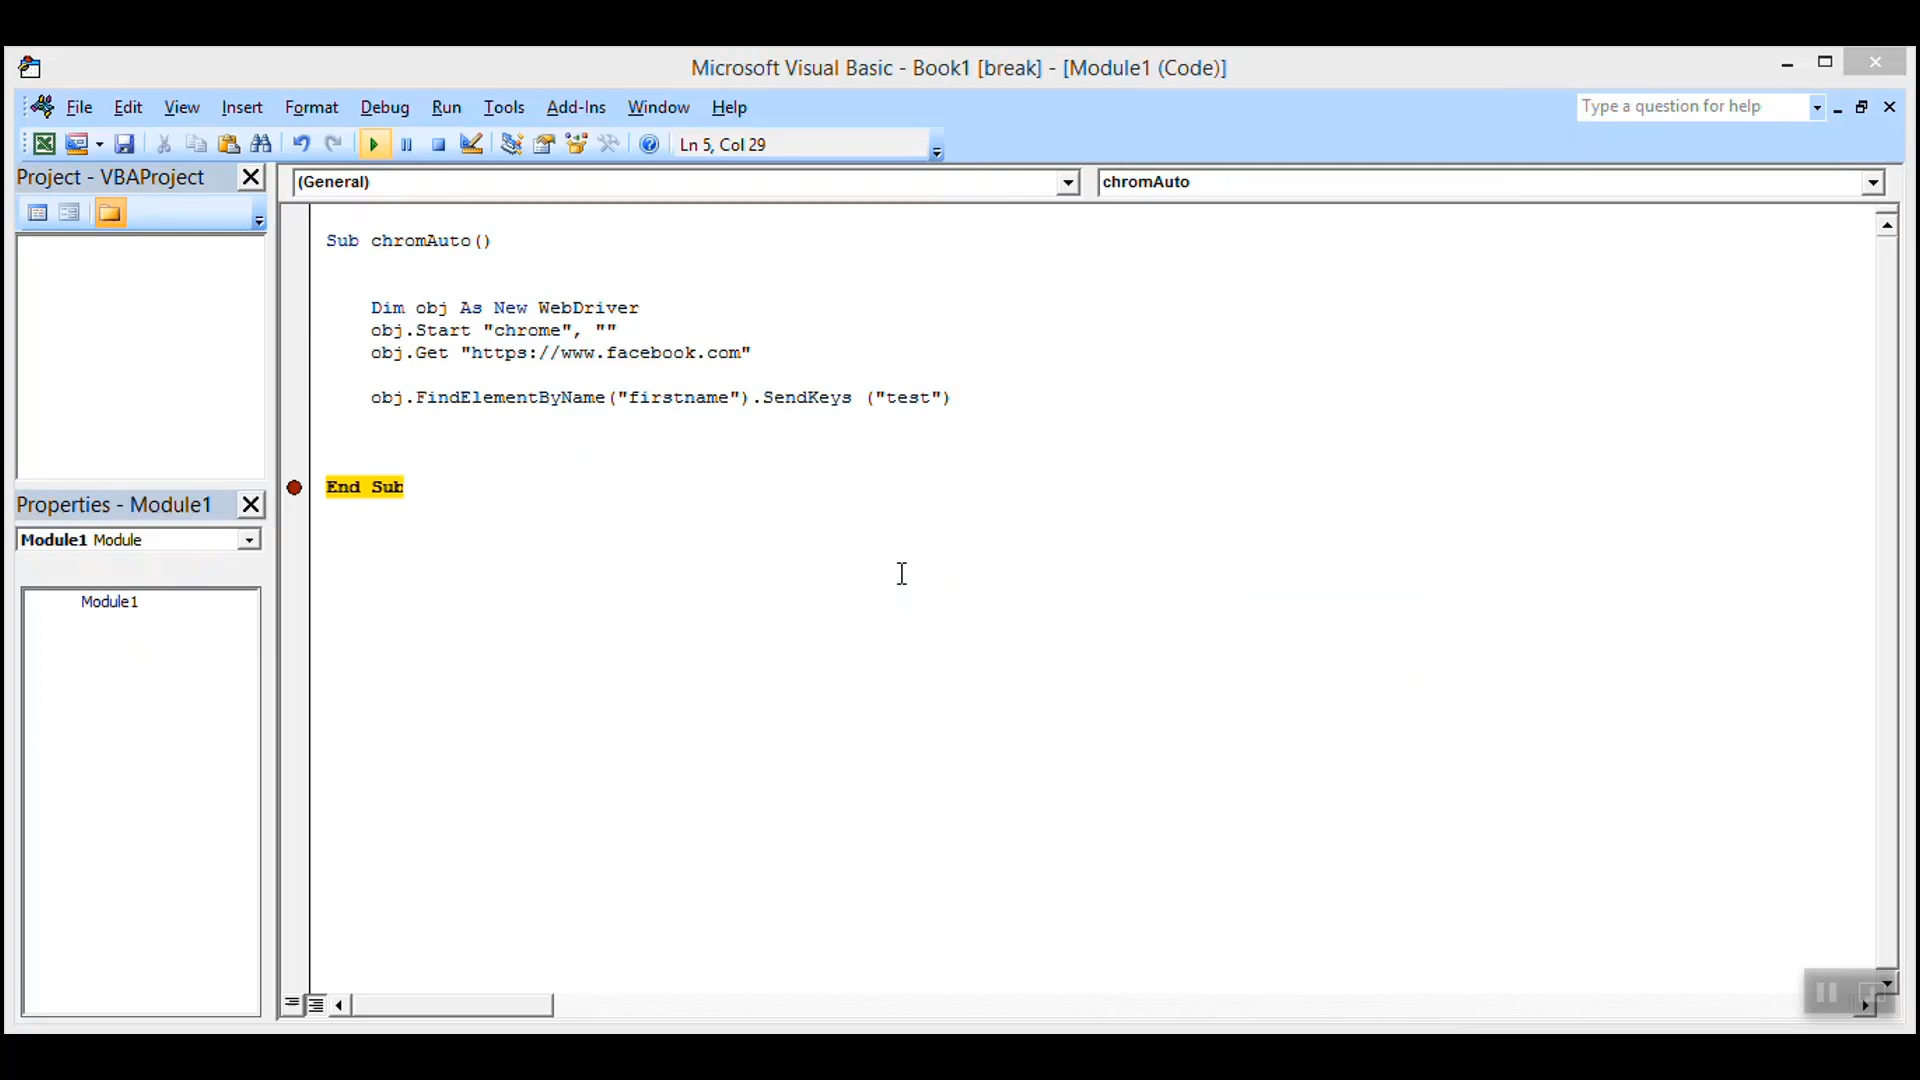 Microsoft Visual Basic - Book1 [break] - [Module1 (Code)]
File Edit View Insert Format Debug Run Tools Add-Ins Window Help
Type a question for help
Ln 5, Col 29
Project - VBAProject
(General)
chromAuto
Sub chromAuto()
Dim obj As New WebDriver
obj.Start "chrome", ""
obj.Get "https://www.facebook.com"
obj.FindElementByName("firstname").SendKeys ("test")
End Sub
Properties - Module1
Module1 Module
Module1